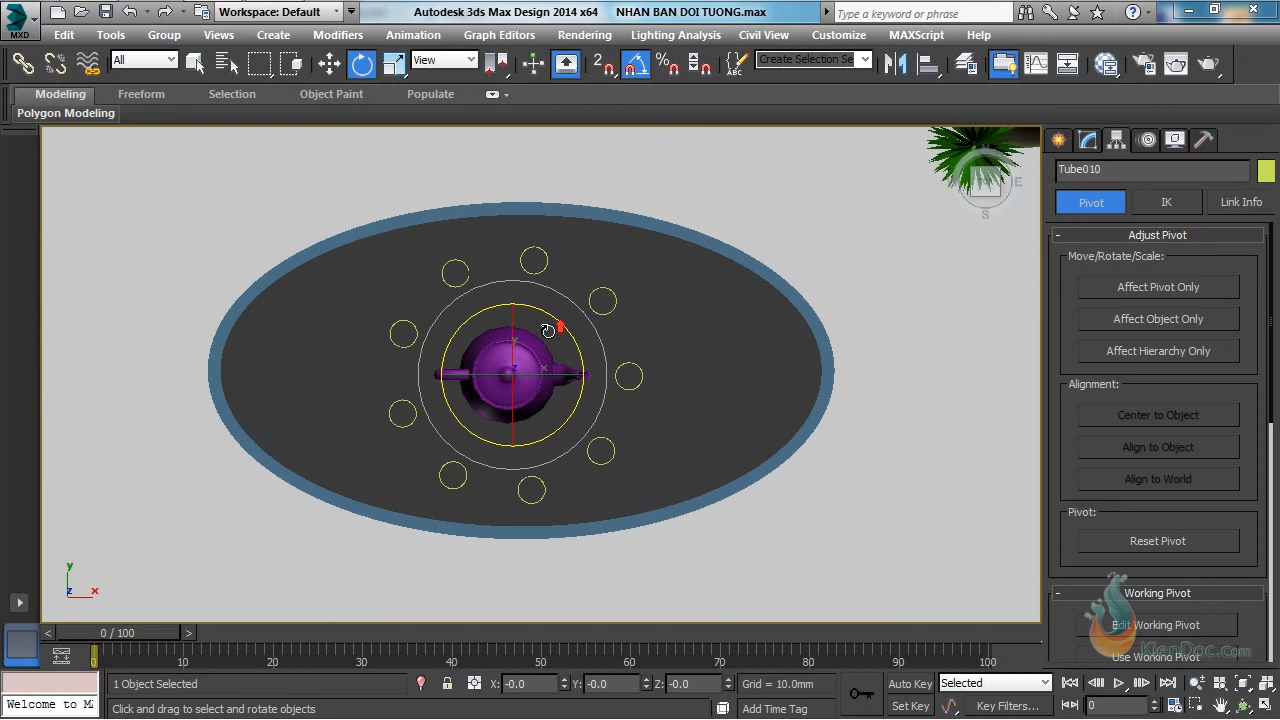 Workspace: Default
Autodesk 3ds Max Design 2014 x64
NHAN BAN DOI TUONG.max
Type a keyword or phrase
MXD
Edit
Tools
Group
Views
Create
Modifiers
Animation
Graph Editors
Rendering
Lighting Analysis
Civil View
Customize
MAXScript
Help
All
View
2
Create Selection Se
Modeling
Freeform
Selection
Object Paint
Populate
Polygon Modeling
E
S
Tube010
Pivot
IK
Link Info
Adjust Pivot
Move/Rotate/Scale:
Affect Pivot Only
Affect Object Only
Affect Hierarchy Only
Alignment:
Center to Object
Align to Object
Align to World
Pivot:
Reset Pivot
Working Pivot
Edit Working Pivot
Use Working Pivot
KienDoc.com
y
z
x
y
z
x
0 / 100
0 10 20 30 40 50 60 70 80 90 100
1 Object Selected
X: -0.0
Y: -0.0
Z: -0.0
Grid = 10.0mm
Auto Key
Selected
Welcome to M
Click and drag to select and rotate objects
Add Time Tag
Set Key
Key Filters...
0